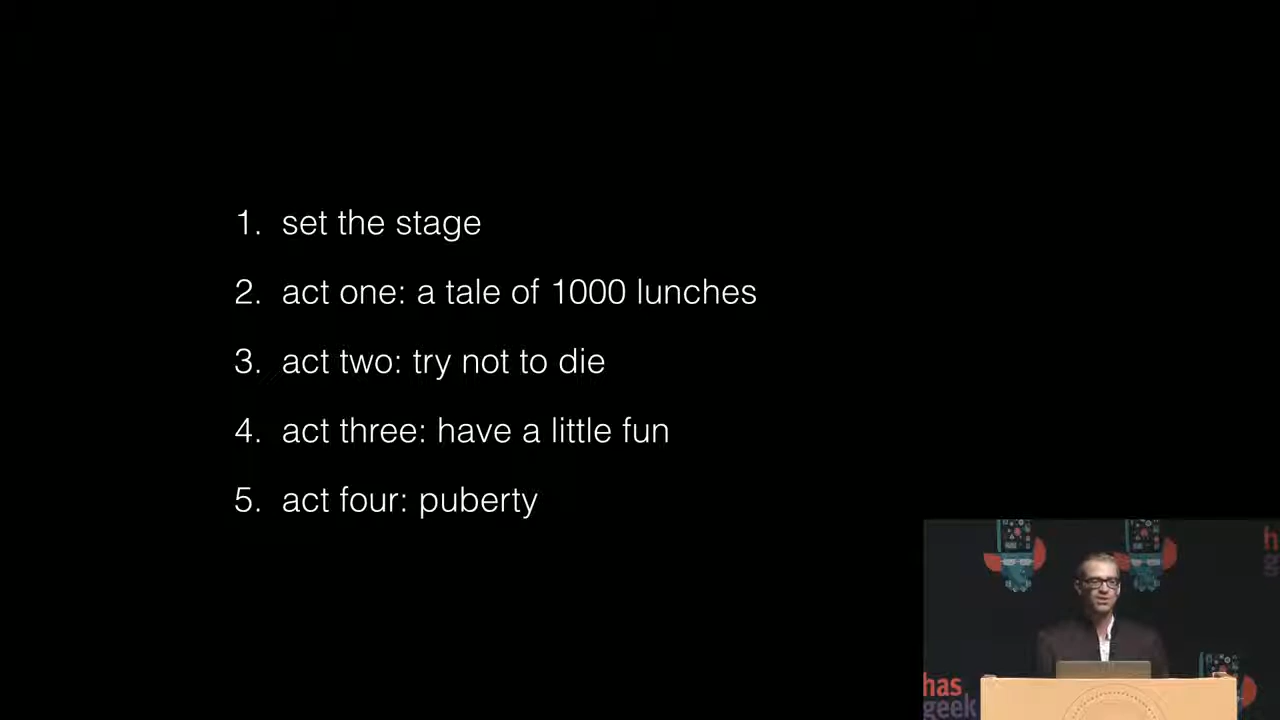 1. set the stage
2. act one: a tale of 1000 lunches
3. act two: try not to die
4. act three: have a little fun
5. act four: puberty
has
geek
h
g